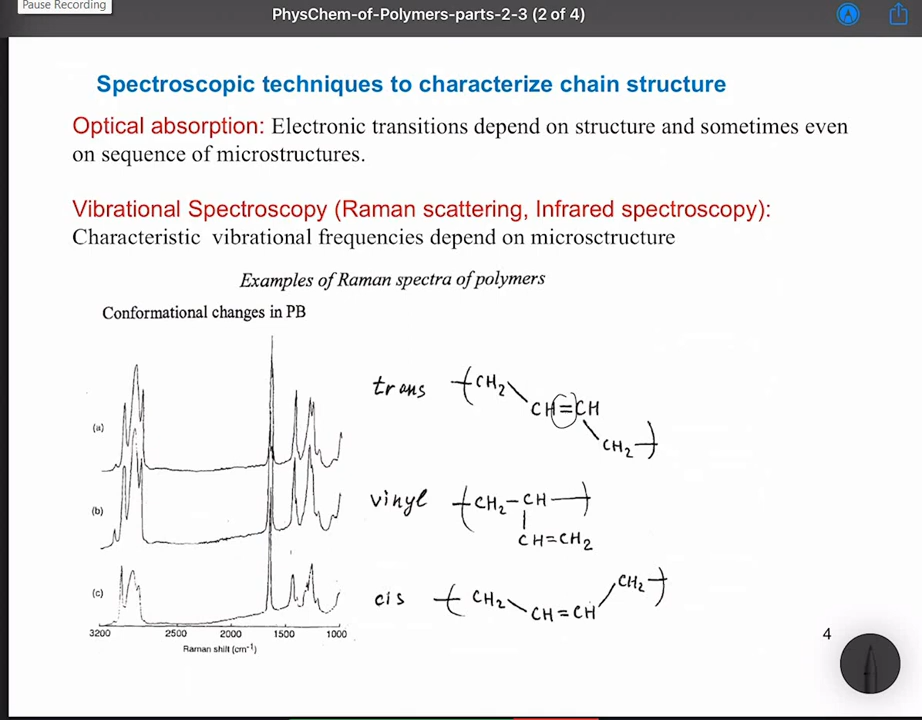 Pause Recording
PhysChem-of-Polymers-parts-2-3 (2 of 4)
Spectroscopic techniques to characterize chain structure
Optical absorption: Electronic transitions depend on structure and sometimes even
on sequence of microstructures.
Vibrational Spectroscopy (Raman scattering, Infrared spectroscopy):
Characteristic vibrational frequencies depend on microsctructure
Examples of Raman spectra of polymers
Conformational changes in PB
(a)
trans
CH2
CH=CH
CH2
(b)
vinyl
CH2-CH
CH=CH2
(c)
cis
CH2
CH=CH
CH2
3200 2500 2000 1500 1000
Raman shift (cm-1)
4